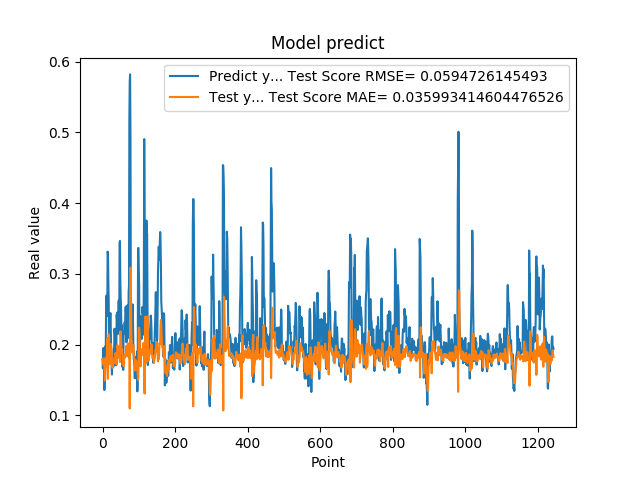 Model predict
Predict y... Test Score RMSE= 0.0594726145493
Test y... Test Score MAE= 0.035993414604476526
0.6
0.5
0.4
0.3
0.2
0.1
Real value
0 200 400 600 800 1000 1200
Point